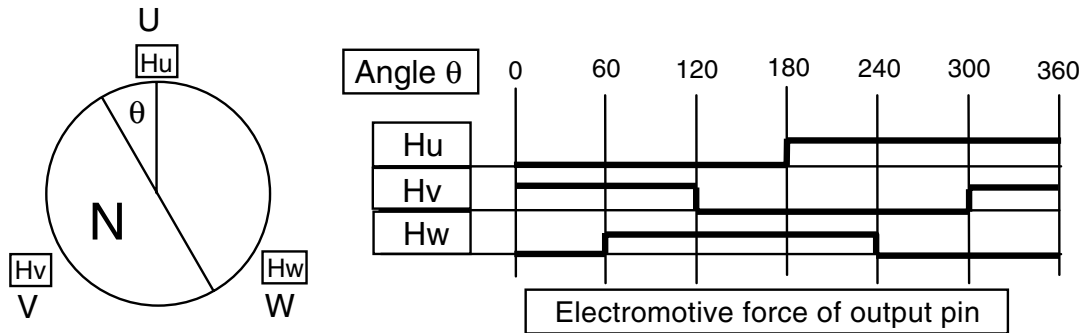 U
Hu
θ
N
Hv
V
Hw
W
Angle θ
0 60 120 180 240 300 360
Hu
Hv
Hw
Electromotive force of output pin